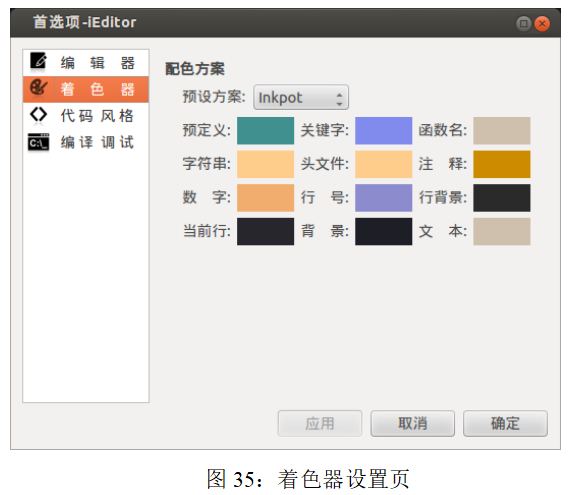 首选项-iEditor
编 辑 器
着 色 器
代码 风格
C:\_ 编译 调试
配色方案
预设方案: Inkpot
预定义: 关键字: 函数名:
字符串: 头文件: 注 释:
数 字: 行 号: 行背景:
当前行: 背 景: 文 本:
应用 取消 确定
图 35：着色器设置页